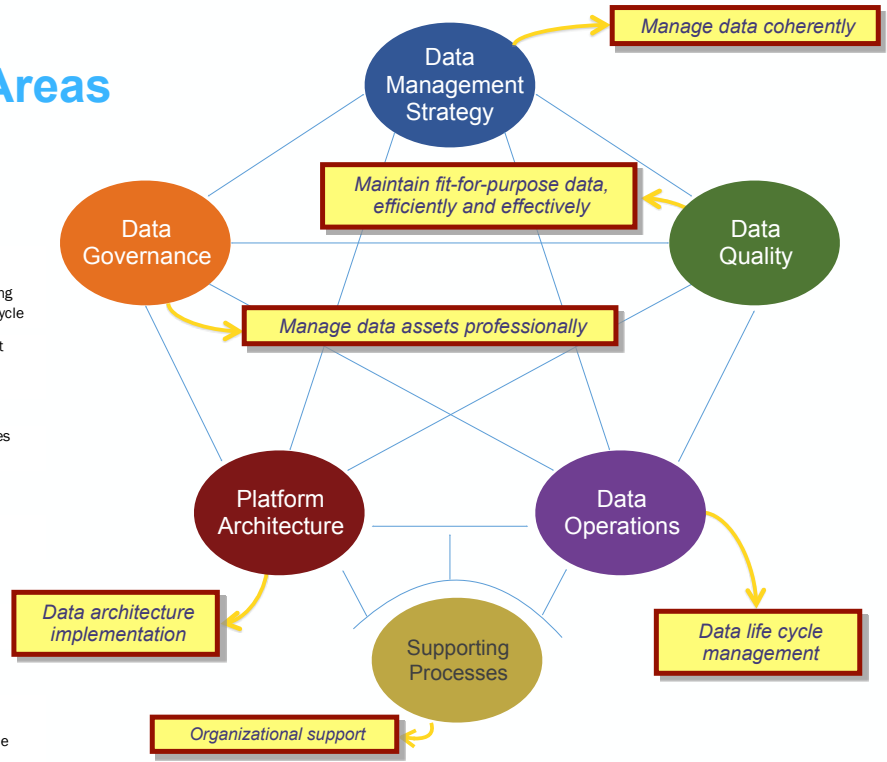 Areas
Manage data coherently
Data
Management
Strategy
Maintain fit-for-purpose data,
efficiently and effectively
Data
Governance
Data
Quality
Manage data assets professionally
Platform
Architecture
Data
Operations
Data architecture
implementation
Data life cycle
management
Supporting
Processes
Organizational support